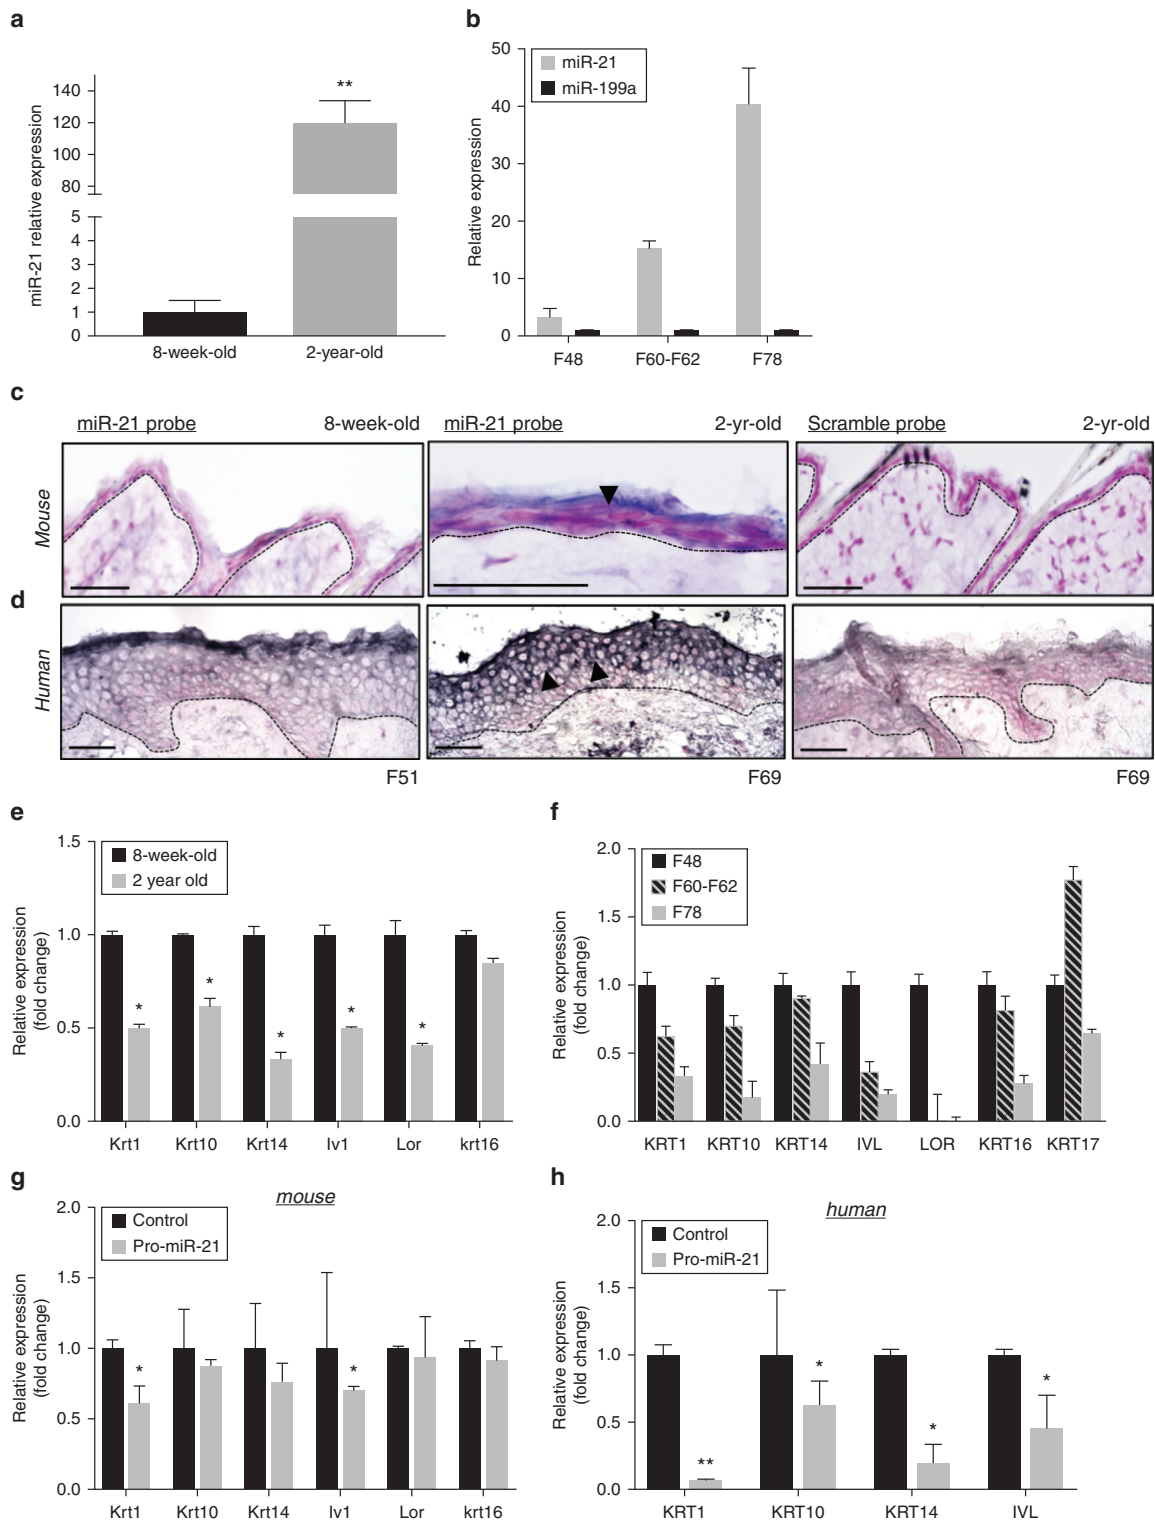 a
miR-21 relative expression
140
120
100
80
5
4
3
2
1
0
**
8-week-old
2-year-old
b
Relative expression
50
40
30
20
10
0
miR-21
miR-199a
F48
F60-F62
F78
c
miR-21 probe 8-week-old
miR-21 probe 2-yr-old
Scramble probe 2-yr-old
Mouse
d
Human
F51
F69
F69
e
Relative expression
(fold change)
1.5
1.0
0.5
0.0
8-week-old
2 year old
* * * * *
Krt1 Krt10 Krt14 Iv1 Lor krt16
f
Relative expression
(fold change)
2.0
1.5
1.0
0.5
0.0
F48
F60-F62
F78
KRT1 KRT10 KRT14 IVL LOR KRT16 KRT17
g
mouse
Relative expression
(fold change)
2.0
1.5
1.0
0.5
0.0
Control
Pro-miR-21
* *
Krt1 Krt10 Krt14 Iv1 Lor krt16
h
human
Relative expression
(fold change)
2.0
1.5
1.0
0.5
0.0
Control
Pro-miR-21
** * * *
KRT1 KRT10 KRT14 IVL